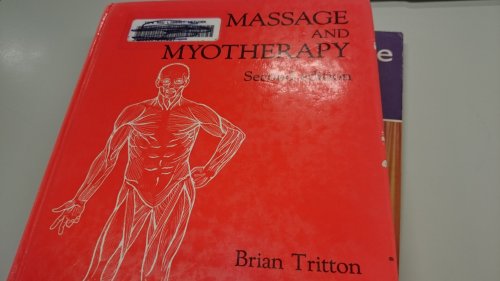 MASSAGE
AND
MYOTHERAPY
Second Edition
Brian Tritton